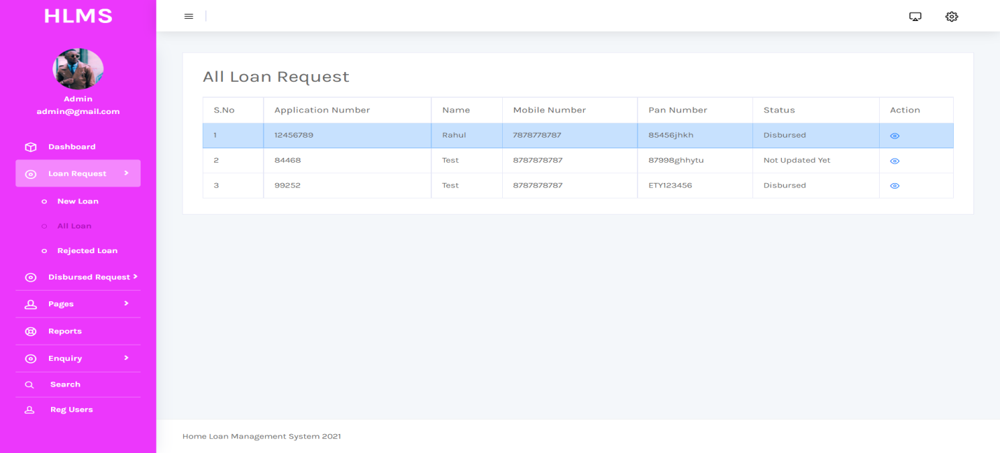 HLMS
Admin
admin@gmail.com
Dashboard
Loan Request
New Loan
All Loan
Rejected Loan
Disbursed Request
Pages
Reports
Enquiry
Search
Reg Users
All Loan Request
S.No Application Number Name Mobile Number Pan Number Status Action
1 12456789 Rahul 7878778787 85456jhkh Disbursed
2 84468 Test 8787878787 87998ghhytu Not Updated Yet
3 99252 Test 8787878787 ETY123456 Disbursed
Home Loan Management System 2021